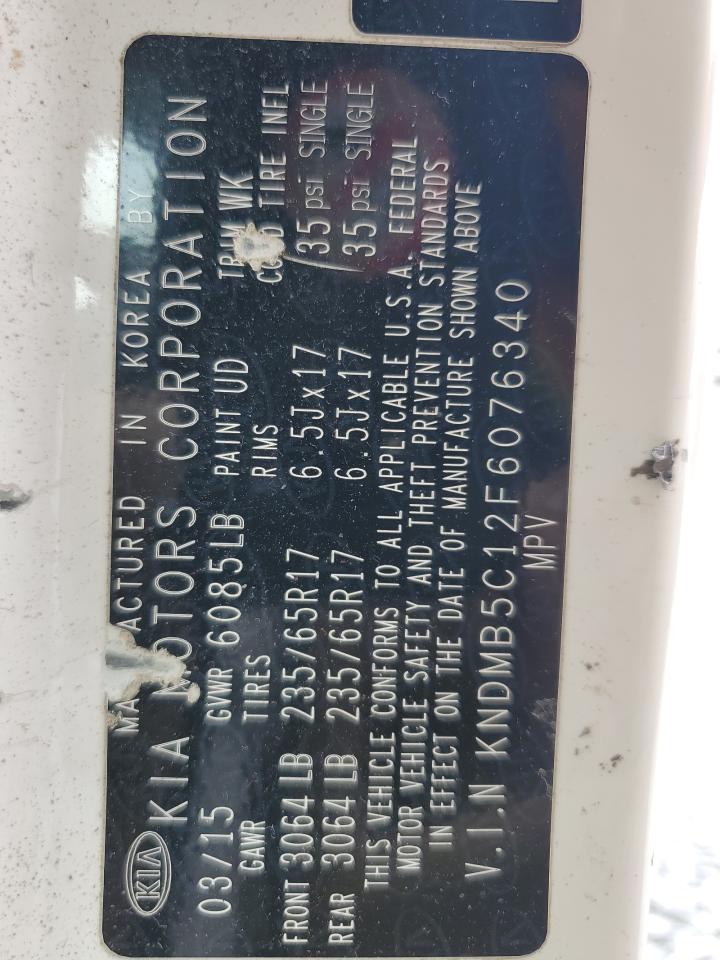 KIA
MANUFACTURED IN KOREA BY
KIA MOTORS CORPORATION
03/15 GVWR 6085LB PAINT UD TRIM WK
GAWR TIRES RIMS COLD TIRE INFL
FRONT 3064LB 235/65R17 6.5Jx17 35psi SINGLE
REAR 3064LB 235/65R17 6.5Jx17 35psi SINGLE
THIS VEHICLE CONFORMS TO ALL APPLICABLE U.S.A. FEDERAL
MOTOR VEHICLE SAFETY AND THEFT PREVENTION STANDARDS
IN EFFECT ON THE DATE OF MANUFACTURE SHOWN ABOVE
V.I.N KNDMB5C12F6076340
MPV